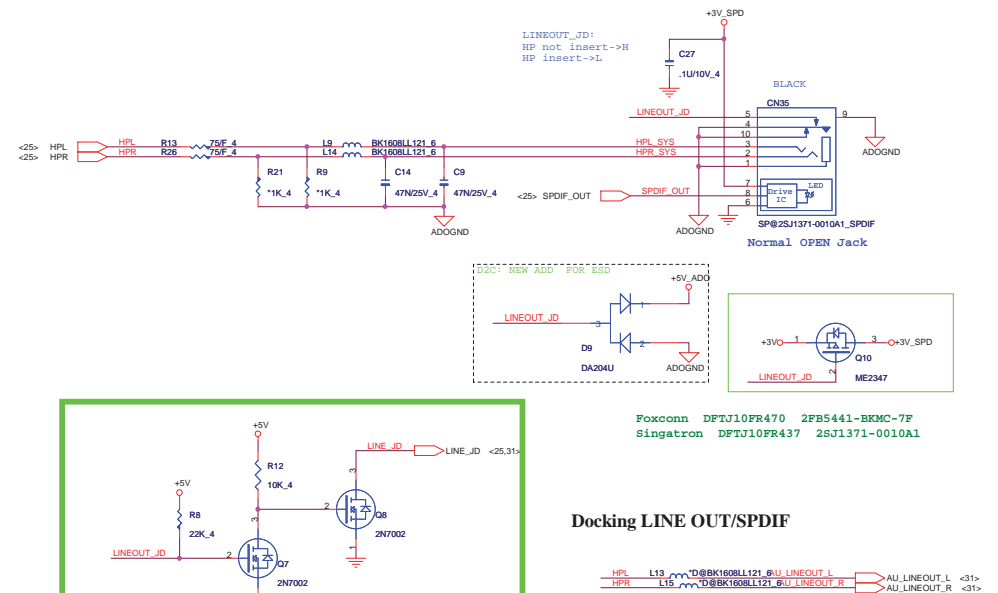 +3V_SPD
LINEOUT_JD:
HP not insert->H
HP insert->L
C27
.1U/10V_4
BLACK
CN35
LINEOUT_JD
5
4
10
3
2
1
9
ADOGND
<25> HPL
HPL
R13
75/F_4
L9
BK1608LL121_6
HPL_SYS
<25> HPR
HPR
R26
75/F_4
L14
BK1608LL121_6
HPR_SYS
R21
*1K_4
R9
*1K_4
C14
47N/25V_4
C9
47N/25V_4
ADOGND
<25> SPDIF_OUT
SPDIF_OUT
7
8
6
Drive
IC
LED
ADOGND
SP@2SJ1371-0010A1_SPDIF
Normal OPEN Jack
D2C: NEW ADD FOR ESD
+5V_ADO
LINEOUT_JD
3
1
2
D9
DA204U
ADOGND
+3V
1
3
+3V_SPD
Q10
LINEOUT_JD
2
ME2347
Foxconn DFTJ10FR470 2FB5441-BKMC-7F
Singatron DFTJ10FR437 2SJ1371-0010A1
+5V
R12
10K_4
LINE_JD
LINE_JD <25,31>
3
2
Q8
2N7002
1
+5V
R8
22K_4
LINEOUT_JD
3
2
Q7
2N7002
Docking LINE OUT/SPDIF
HPL
L13
*D@BK1608LL121_6
AU_LINEOUT_L
AU_LINEOUT_L <31>
HPR
L15
*D@BK1608LL121_6
AU_LINEOUT_R
AU_LINEOUT_R <31>